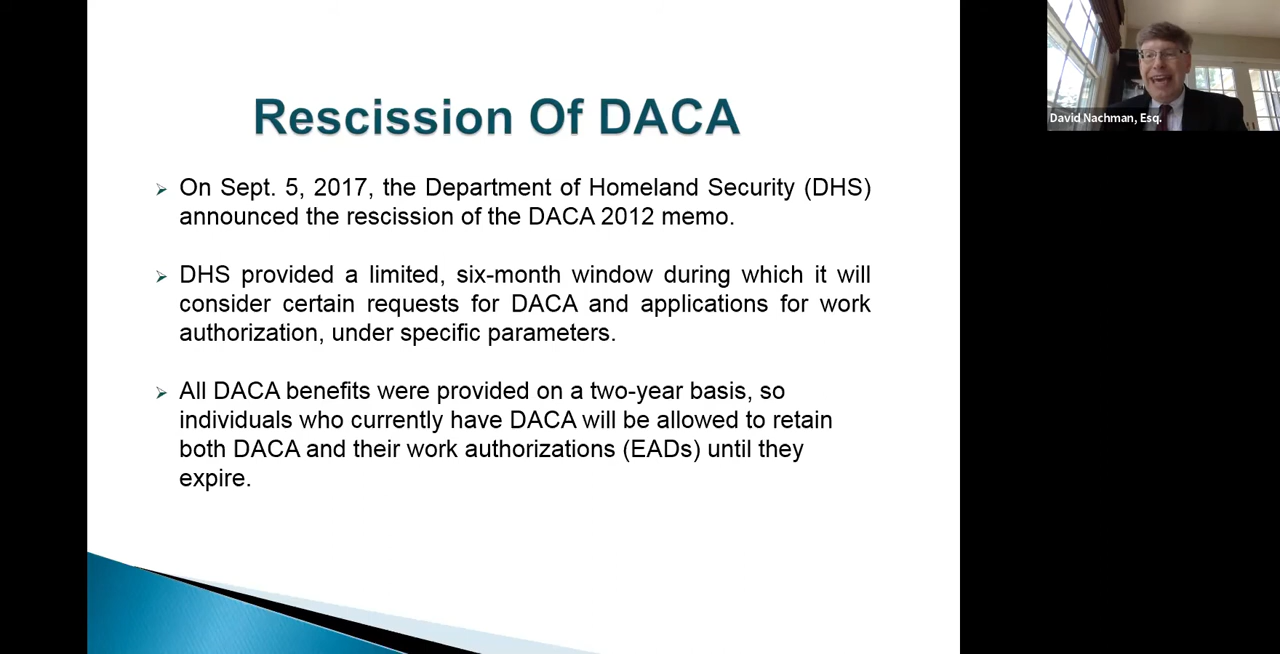 Rescission Of DACA
On Sept. 5, 2017, the Department of Homeland Security (DHS)
announced the rescission of the DACA 2012 memo.
DHS provided a limited, six-month window during which it will
consider certain requests for DACA and applications for work
authorization, under specific parameters.
All DACA benefits were provided on a two-year basis, so
individuals who currently have DACA will be allowed to retain
both DACA and their work authorizations (EADs) until they
expire.
David Nachman, Esq.